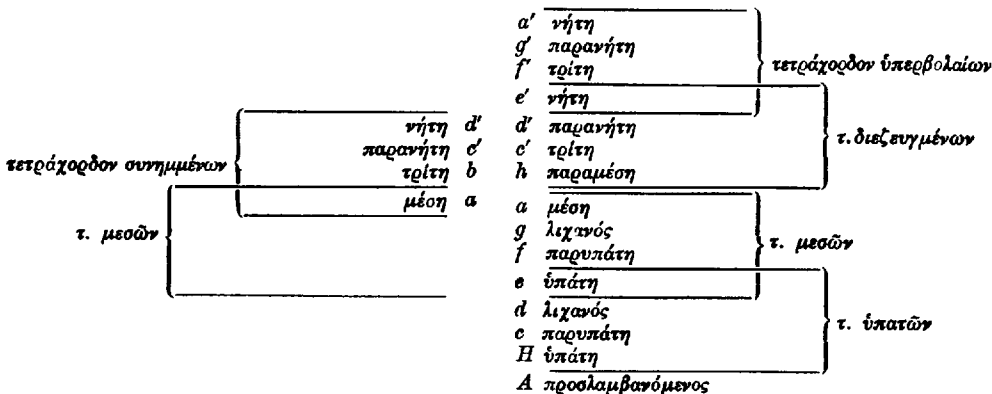 a′ νήτη
g′ παρανήτη
f′ τρίτη
τετράχορδον ὑπερβολαίων
e′ νήτη
νήτη d′
d′ παρανήτη
παρανήτη c′
c′ τρίτη
τ. διεζευγμένων
τετράχορδον συνημμένων
τρίτη b
h παραμέση
μέση a
a μέση
τ. μεσῶν
g λιχανός
f παρυπάτη
τ. μεσῶν
e ὑπάτη
d λιχανός
c παρυπάτη
τ. ὑπατῶν
H ὑπάτη
A προσλαμβανόμενος